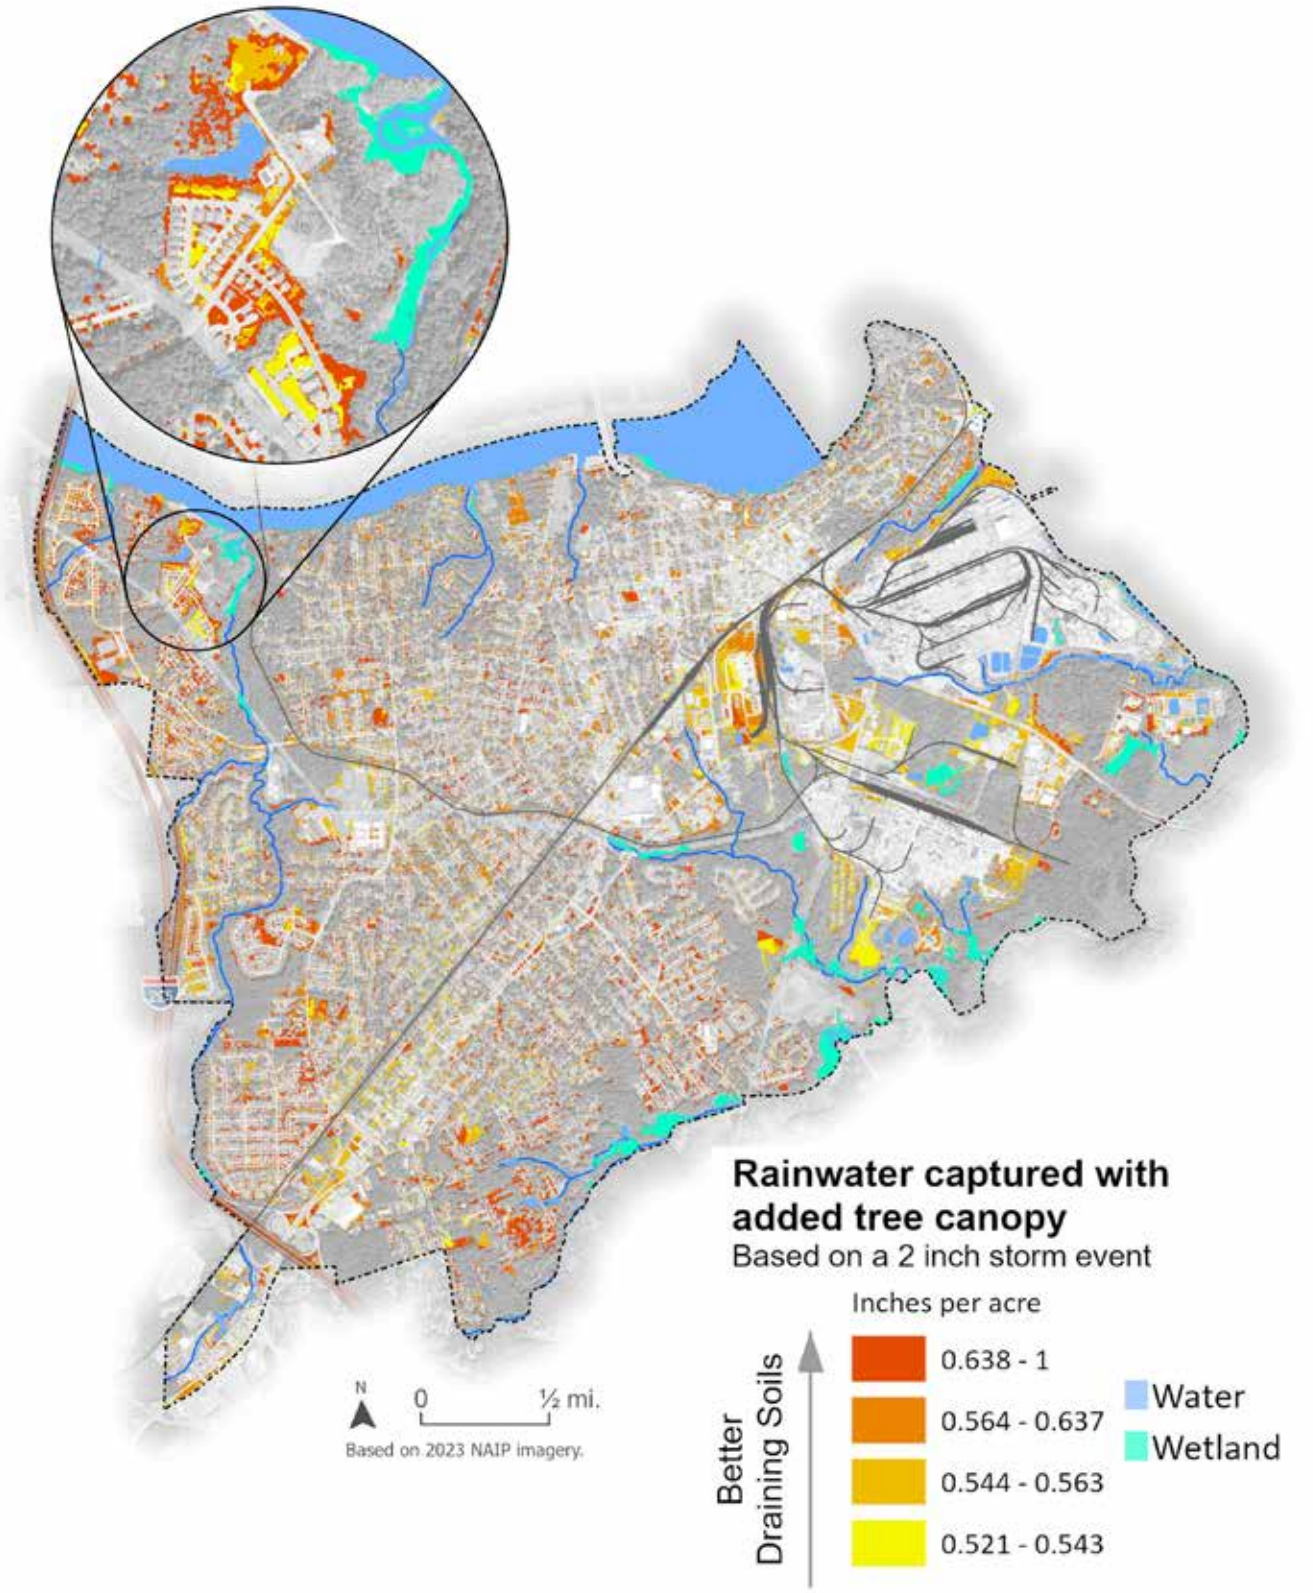 Rainwater captured with
added tree canopy
Based on a 2 inch storm event
Inches per acre
Better
Draining Soils
0.638 - 1
0.564 - 0.637
0.544 - 0.563
0.521 - 0.543
Water
Wetland
N
0 ½ mi.
Based on 2023 NAIP imagery.